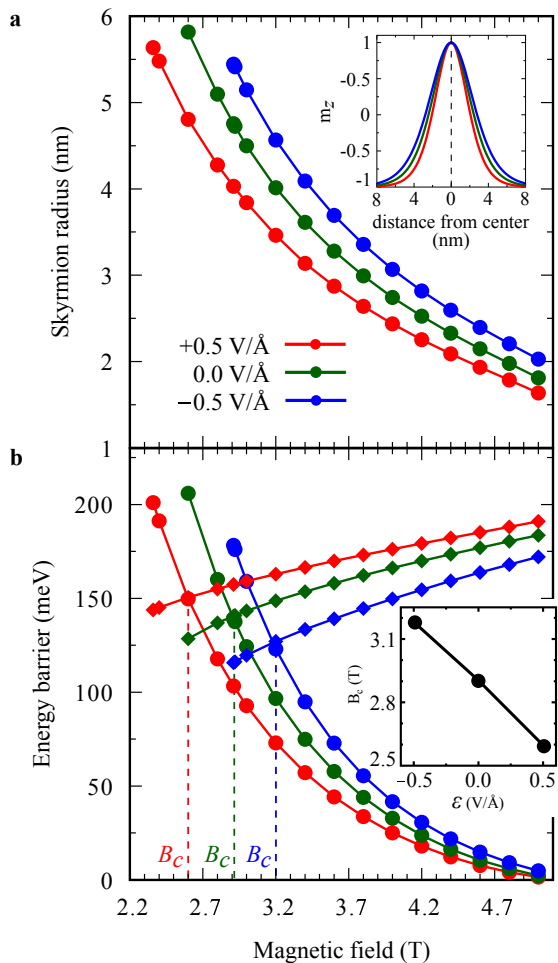 a
6
5
4
3
2
1
Skyrmion radius (nm)
+0.5 V/Å
0.0 V/Å
−0.5 V/Å
1
-0.5
0
-0.5
-1
m_z
8 4 0 4 8
distance from center
(nm)
b
200
150
100
50
0
Energy barrier (meV)
B_c B_c B_c
3.1
2.8
2.5
B_c (T)
−0.5 0.0 0.5
ε (V/Å)
2.2 2.7 3.2 3.7 4.2 4.7
Magnetic field (T)